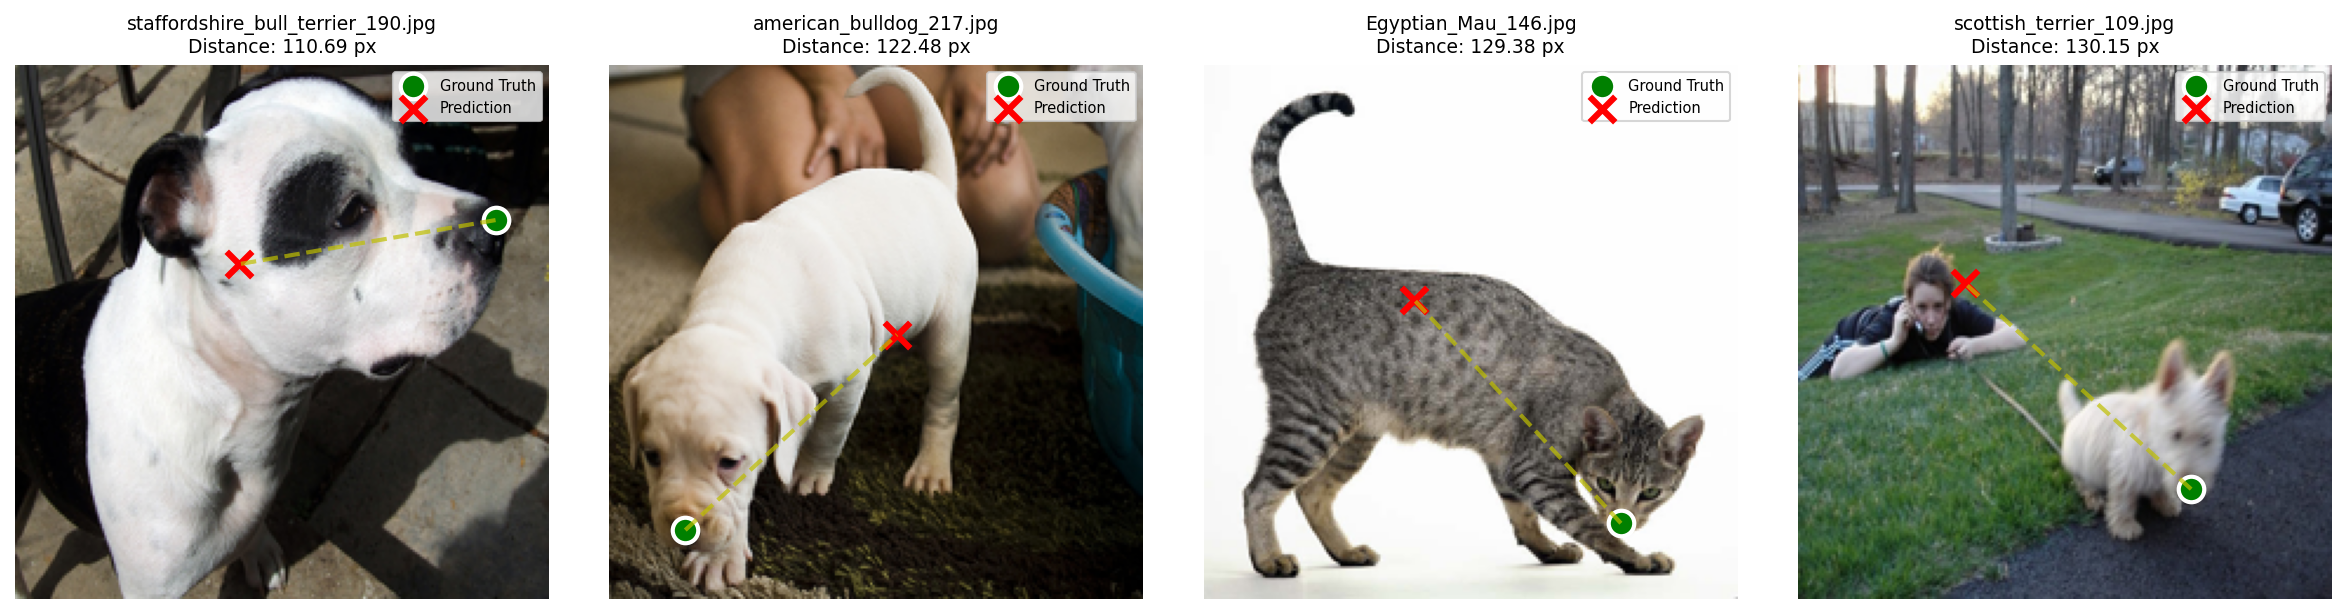 staffordshire_bull_terrier_190.jpg
Distance: 110.69 px
Ground Truth
Prediction
american_bulldog_217.jpg
Distance: 122.48 px
Ground Truth
Prediction
Egyptian_Mau_146.jpg
Distance: 129.38 px
Ground Truth
Prediction
scottish_terrier_109.jpg
Distance: 130.15 px
Ground Truth
Prediction